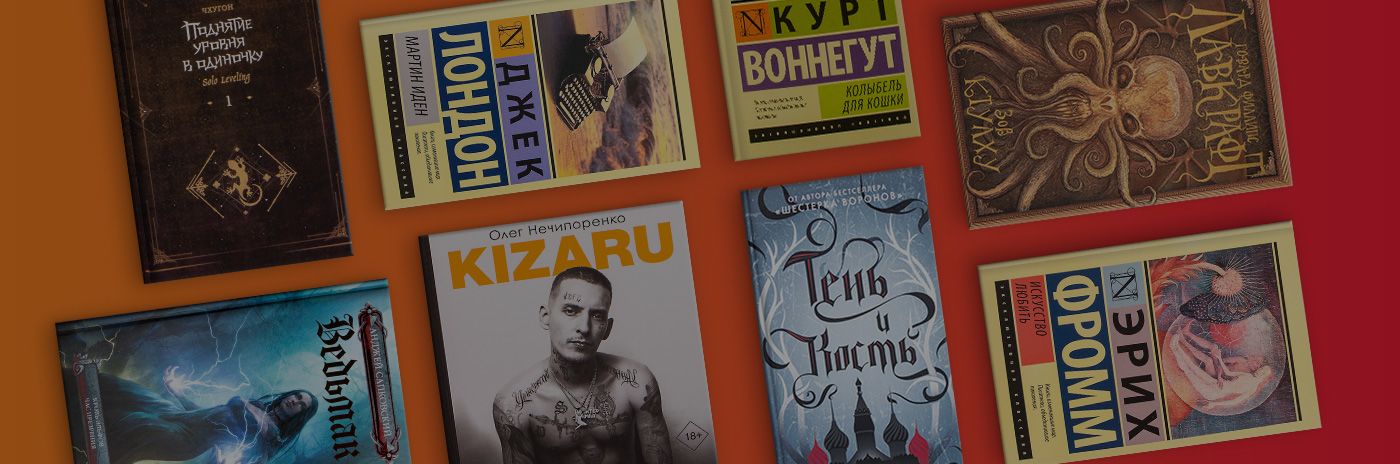 ЧХУГОН
ПОДНЯТИЕ
УРОВНЯ
В ОДИНОЧКУ
Solo Leveling
1
ДЖЕК
ЛОНДОН
МАРТИН ИДЕН
КУРТ
ВОННЕГУТ
КОЛЫБЕЛЬ
ДЛЯ КОШКИ
ГОВАРД ФИЛЛИПС
ЛАВКРАФТ
ЗОВ
КТУЛХУ
АНДЖЕЙ САПКОВСКИЙ
Ведьмак
Олег Нечипоренко
KIZARU
18+
ОТ АВТОРА БЕСТСЕЛЛЕРА
«ШЕСТЕРКА ВОРОНОВ»
Тень
и
Кость
ЭРИХ
ФРОММ
ИСКУССТВО
ЛЮБИТЬ